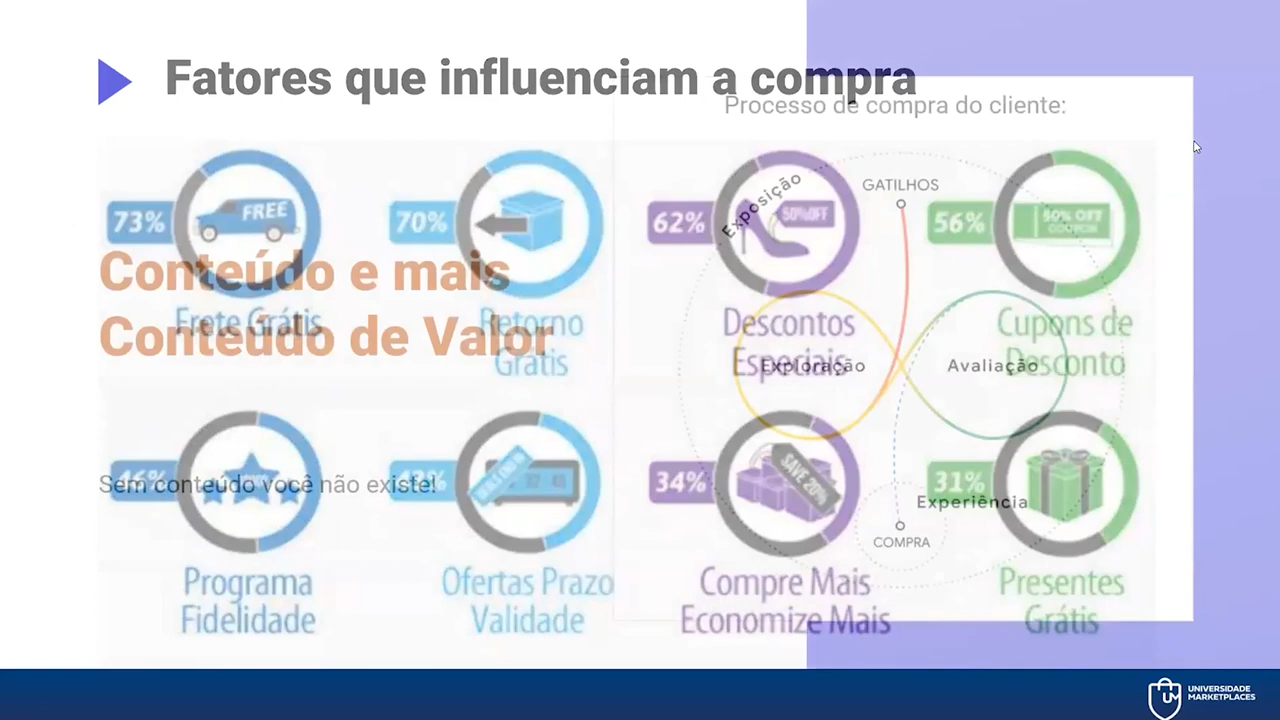 Fatores que influenciam a compra
Processo de compra do cliente:
73%
FREE
Frete Grátis
70%
Retorno
Grátis
62%
50%OFF
Descontos
Especiais
56%
50% OFF
COUPON
Cupons de
Desconto
Exposição
GATILHOS
Exploração
Avaliação
Experiência
COMPRA
Conteúdo e mais
Conteúdo de Valor
Sem conteúdo você não existe!
46%
Programa
Fidelidade
Ofertas Prazo
Validade
34%
SAVE 20%
Compre Mais
Economize Mais
31%
Presentes
Grátis
UM
UNIVERSIDADE
MARKETPLACES